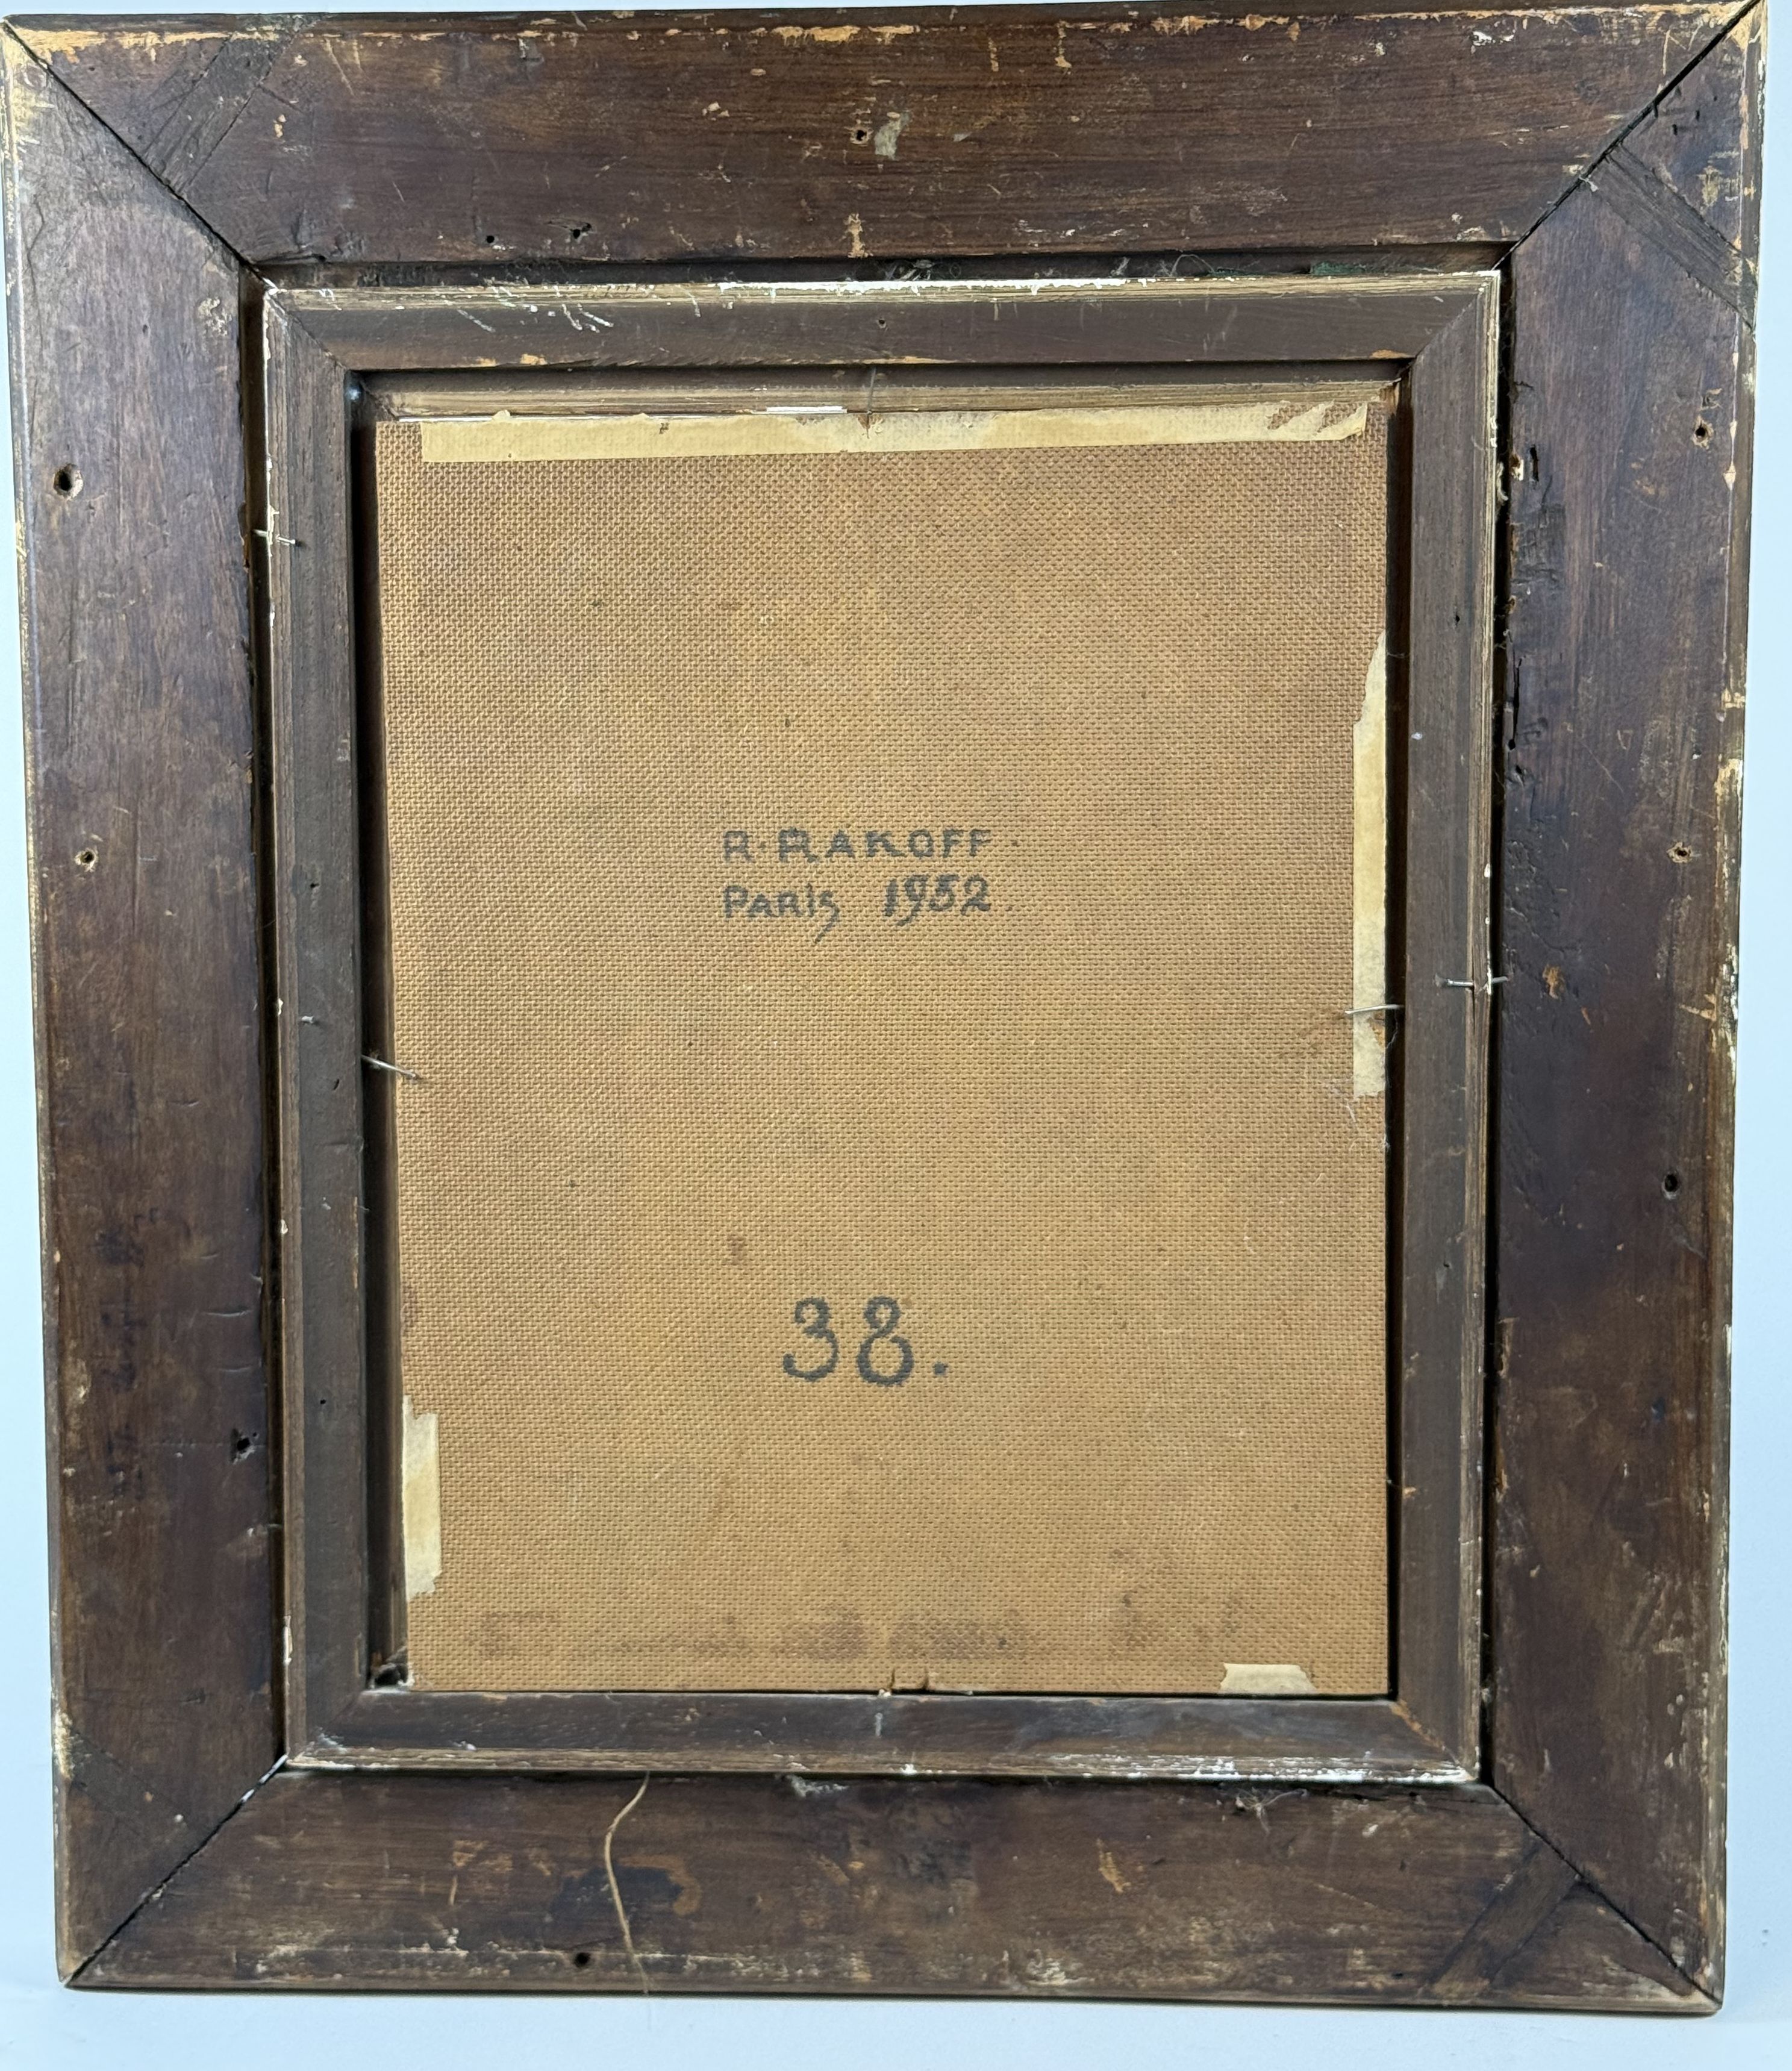 R. RAKOFF.
PARIS 1952.
38.